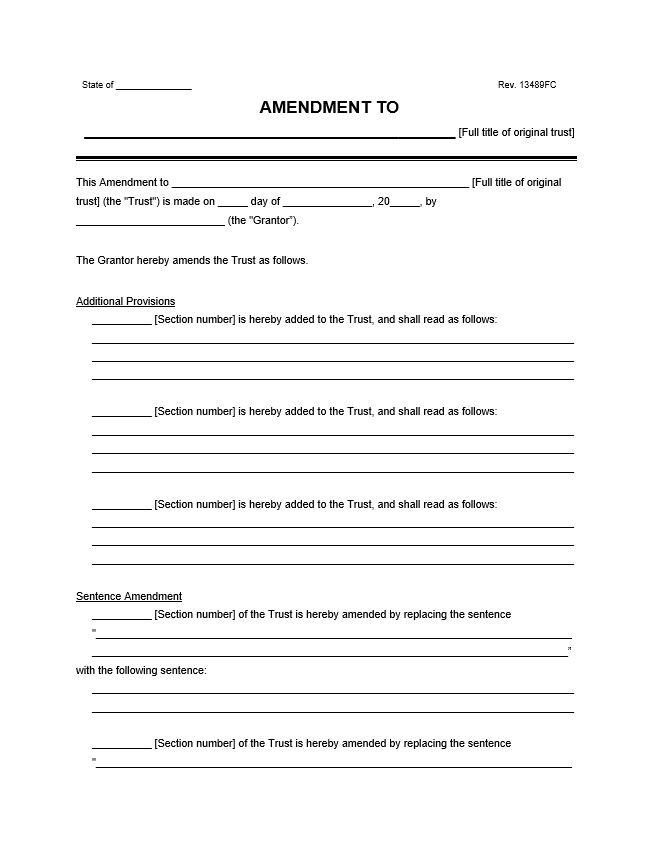 State of _______________ Rev. 13489FC
AMENDMENT TO
______________________________ [Full title of original trust]
This Amendment to ______________________________ [Full title of original
trust] (the "Trust") is made on _____ day of _______________, 20_____, by
_________________________ (the "Grantor").
The Grantor hereby amends the Trust as follows.
Additional Provisions
__________ [Section number] is hereby added to the Trust, and shall read as follows:
__________ [Section number] is hereby added to the Trust, and shall read as follows:
__________ [Section number] is hereby added to the Trust, and shall read as follows:
Sentence Amendment
__________ [Section number] of the Trust is hereby amended by replacing the sentence
"______________________________
______________________________"
with the following sentence:
__________ [Section number] of the Trust is hereby amended by replacing the sentence
"______________________________